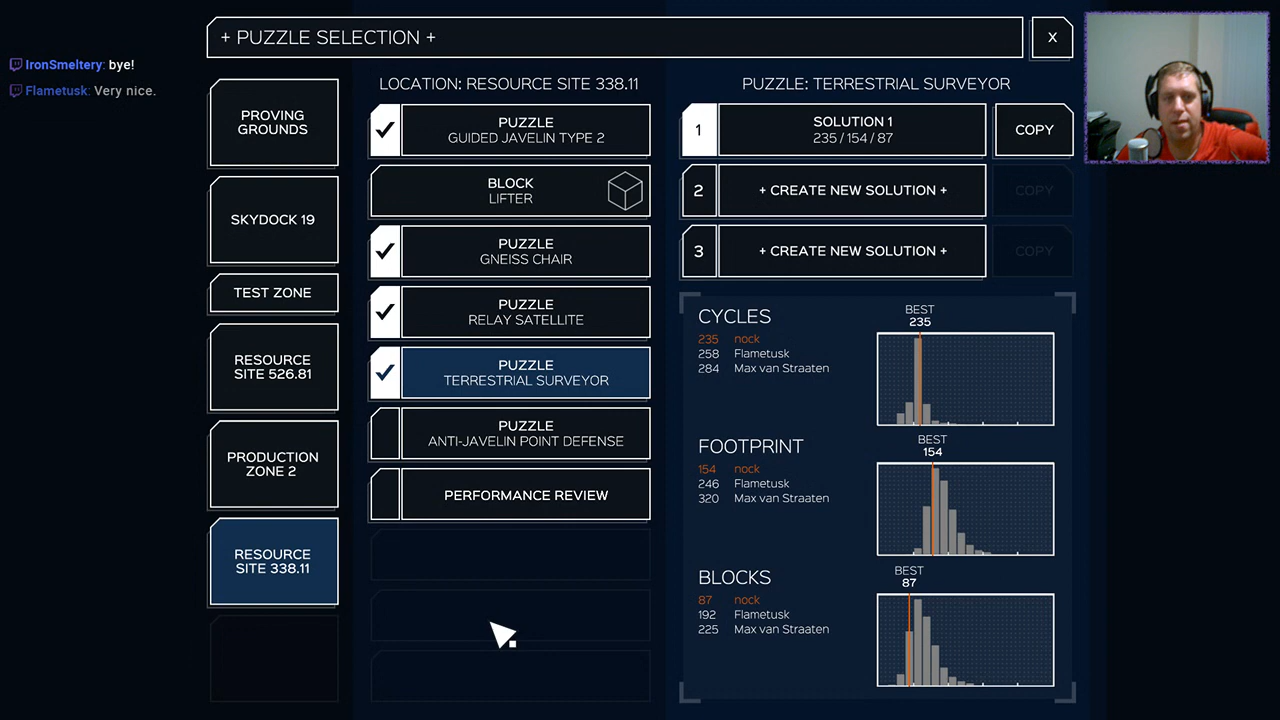 + PUZZLE SELECTION +
X
IronSmeltery: bye!
Flametusk: Very nice.
PROVING
GROUNDS
SKYDOCK 19
TEST ZONE
RESOURCE
SITE 526.81
PRODUCTION
ZONE 2
RESOURCE
SITE 338.11
LOCATION: RESOURCE SITE 338.11
PUZZLE
GUIDED JAVELIN TYPE 2
BLOCK
LIFTER
PUZZLE
GNEISS CHAIR
PUZZLE
RELAY SATELLITE
PUZZLE
TERRESTRIAL SURVEYOR
PUZZLE
ANTI-JAVELIN POINT DEFENSE
PERFORMANCE REVIEW
PUZZLE: TERRESTRIAL SURVEYOR
1
SOLUTION 1
235 / 154 / 87
COPY
2
+ CREATE NEW SOLUTION +
COPY
3
+ CREATE NEW SOLUTION +
COPY
CYCLES
235 nock
258 Flametusk
284 Max van Straaten
BEST
235
FOOTPRINT
154 nock
246 Flametusk
320 Max van Straaten
BEST
154
BLOCKS
87 nock
192 Flametusk
225 Max van Straaten
BEST
87